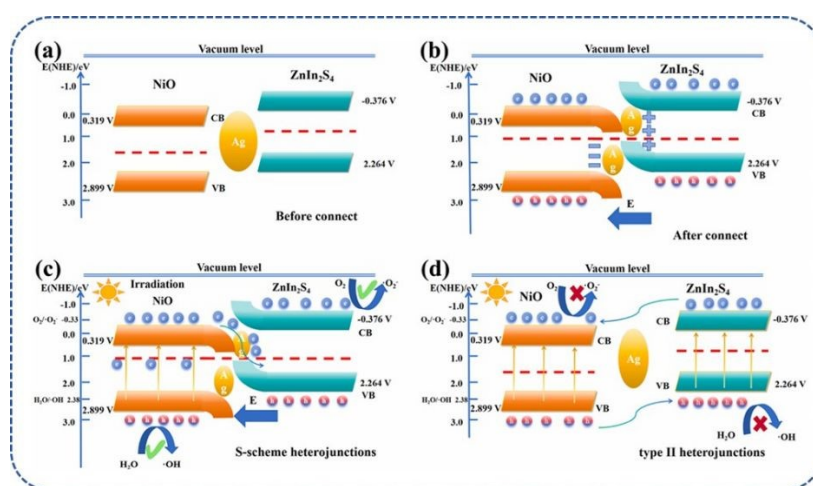 (a)
Vacuum level
E(NHE)/eV
NiO
ZnIn₂S₄
-1.0
-0.376 V
0.0
0.319 V
CB
1.0
Ag
2.0
2.264 V
2.899 V
VB
3.0
Before connect
(b)
Vacuum level
E(NHE)/eV
NiO
ZnIn₂S₄
-1.0
e e e e e
e e e e e
-0.376 V
0.0
0.319 V
Ag
CB
1.0
2.0
Ag
2.264 V
2.899 V
VB
h h h h h
3.0
h h h h h
E
After connect
(c)
Vacuum level
E(NHE)/eV
Irradiation
NiO
ZnIn₂S₄
O₂ ·O₂⁻
-1.0
O₂/·O₂⁻ -0.33
0.0
-0.376 V
0.319 V
CB
1.0
Ag
2.0
2.264 V
H₂O/·OH 2.38
E
VB
2.899 V
3.0
H₂O ·OH
S-scheme heterojunctions
(d)
Vacuum level
E(NHE)/eV
NiO
O₂ ·O₂⁻
ZnIn₂S₄
-1.0
O₂/·O₂⁻ -0.33
0.0
CB
-0.376 V
0.319 V
CB
1.0
Ag
2.0
VB
2.264 V
H₂O/·OH 2.38
2.899 V
VB
3.0
H₂O ·OH
type II heterojunctions